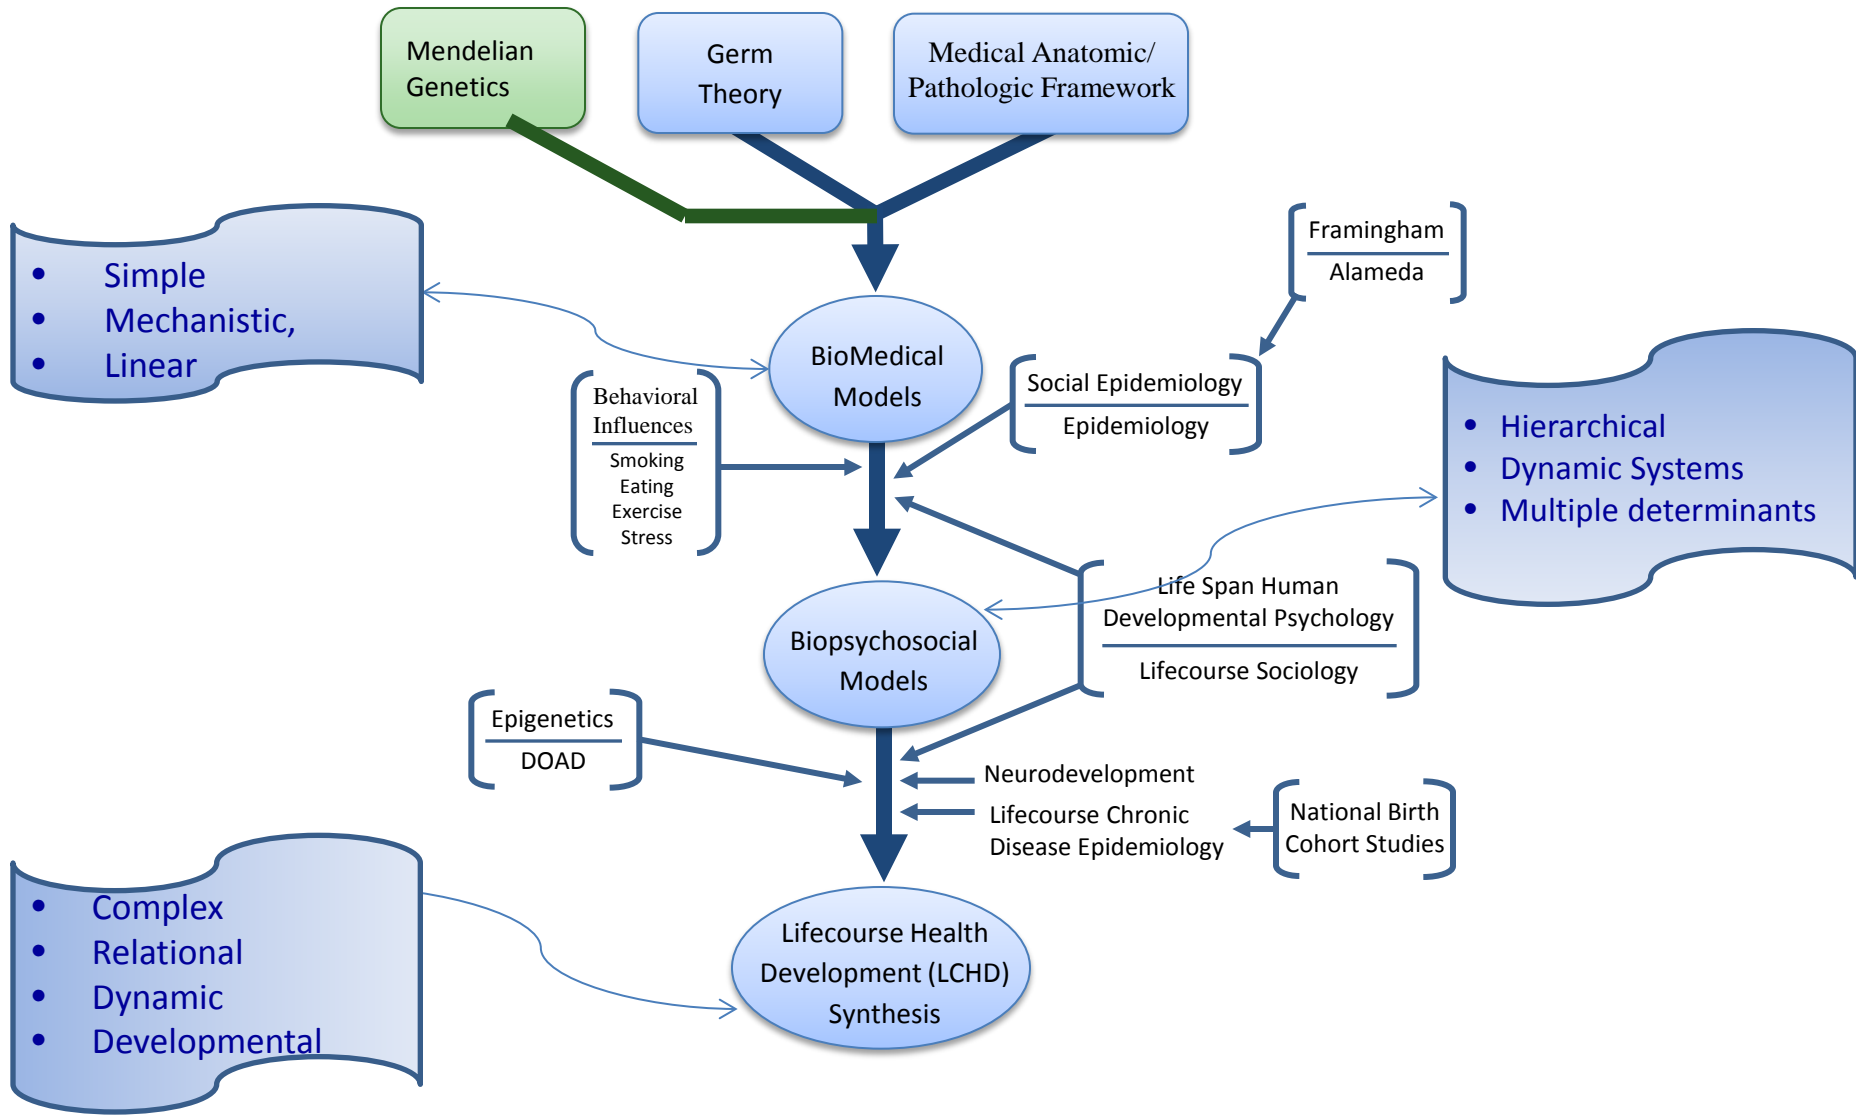 Mendelian
Genetics
Germ
Theory
Medical Anatomic/
Pathologic Framework
Framingham
Alameda
• Simple
• Mechanistic,
• Linear
BioMedical
Models
Social Epidemiology
Epidemiology
Behavioral
Influences
Smoking
Eating
Exercise
Stress
• Hierarchical
• Dynamic Systems
• Multiple determinants
Life Span Human
Developmental Psychology
Lifecourse Sociology
Biopsychosocial
Models
Epigenetics
DOAD
Neurodevelopment
Lifecourse Chronic
Disease Epidemiology
National Birth
Cohort Studies
• Complex
• Relational
• Dynamic
• Developmental
Lifecourse Health
Development (LCHD)
Synthesis